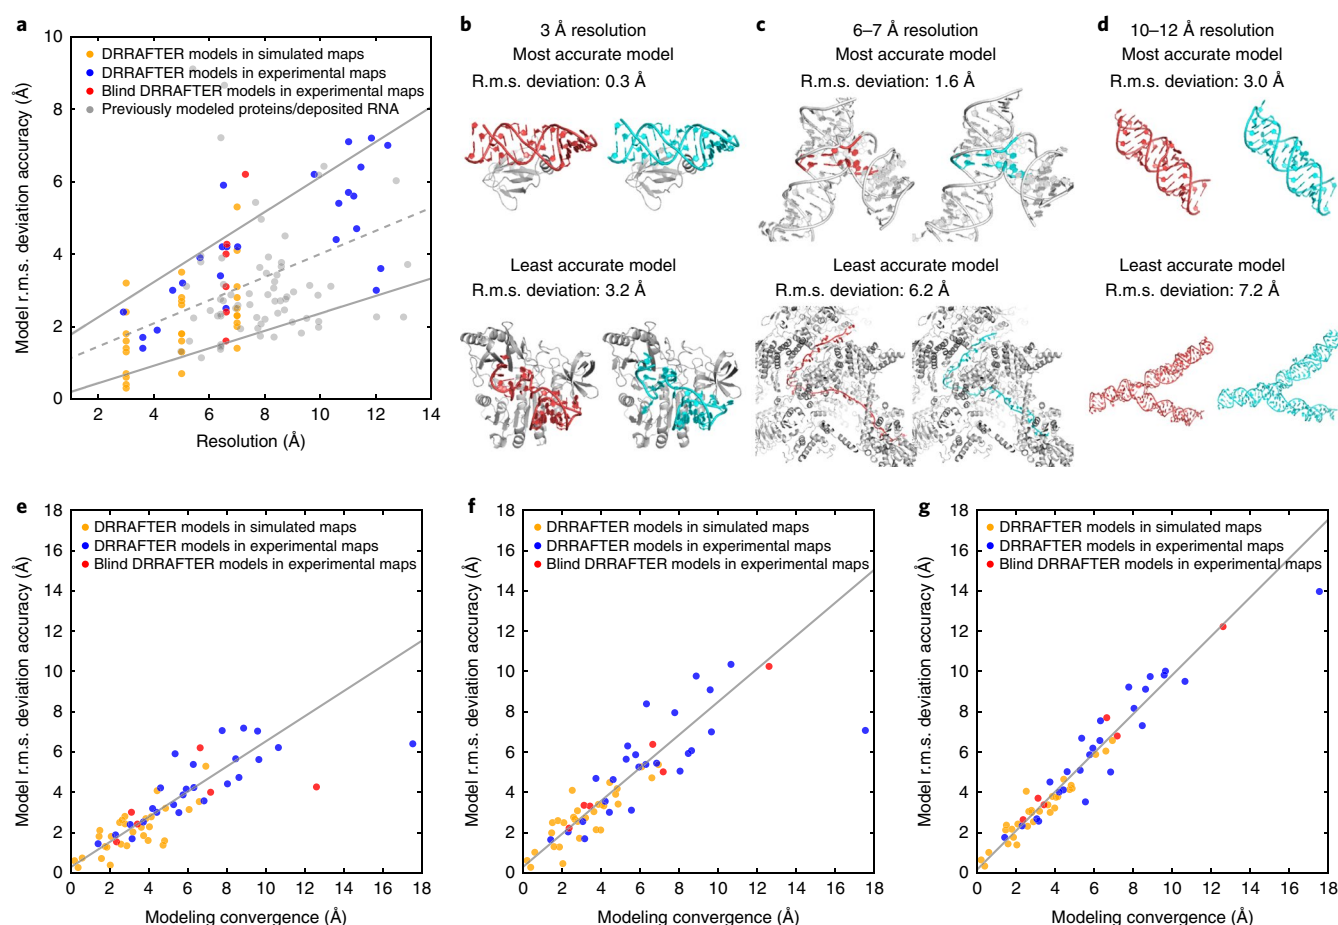 a
10
8
6
4
2
0
2
4
6
8
10
12
14
Model r.m.s. deviation accuracy (Å)
Resolution (Å)
DRRAFTER models in simulated maps
DRRAFTER models in experimental maps
Blind DRRAFTER models in experimental maps
Previously modeled proteins/deposited RNA
b
3 Å resolution
Most accurate model
R.m.s. deviation: 0.3 Å
Least accurate model
R.m.s. deviation: 3.2 Å
c
6–7 Å resolution
Most accurate model
R.m.s. deviation: 1.6 Å
Least accurate model
R.m.s. deviation: 6.2 Å
d
10–12 Å resolution
Most accurate model
R.m.s. deviation: 3.0 Å
Least accurate model
R.m.s. deviation: 7.2 Å
e
18
16
14
12
10
8
6
4
2
0
0
2
4
6
8
10
12
14
16
18
Model r.m.s. deviation accuracy (Å)
Modeling convergence (Å)
DRRAFTER models in simulated maps
DRRAFTER models in experimental maps
Blind DRRAFTER models in experimental maps
f
18
16
14
12
10
8
6
4
2
0
0
2
4
6
8
10
12
14
16
18
Model r.m.s. deviation accuracy (Å)
Modeling convergence (Å)
DRRAFTER models in simulated maps
DRRAFTER models in experimental maps
Blind DRRAFTER models in experimental maps
g
18
16
14
12
10
8
6
4
2
0
0
2
4
6
8
10
12
14
16
18
Model r.m.s. deviation accuracy (Å)
Modeling convergence (Å)
DRRAFTER models in simulated maps
DRRAFTER models in experimental maps
Blind DRRAFTER models in experimental maps